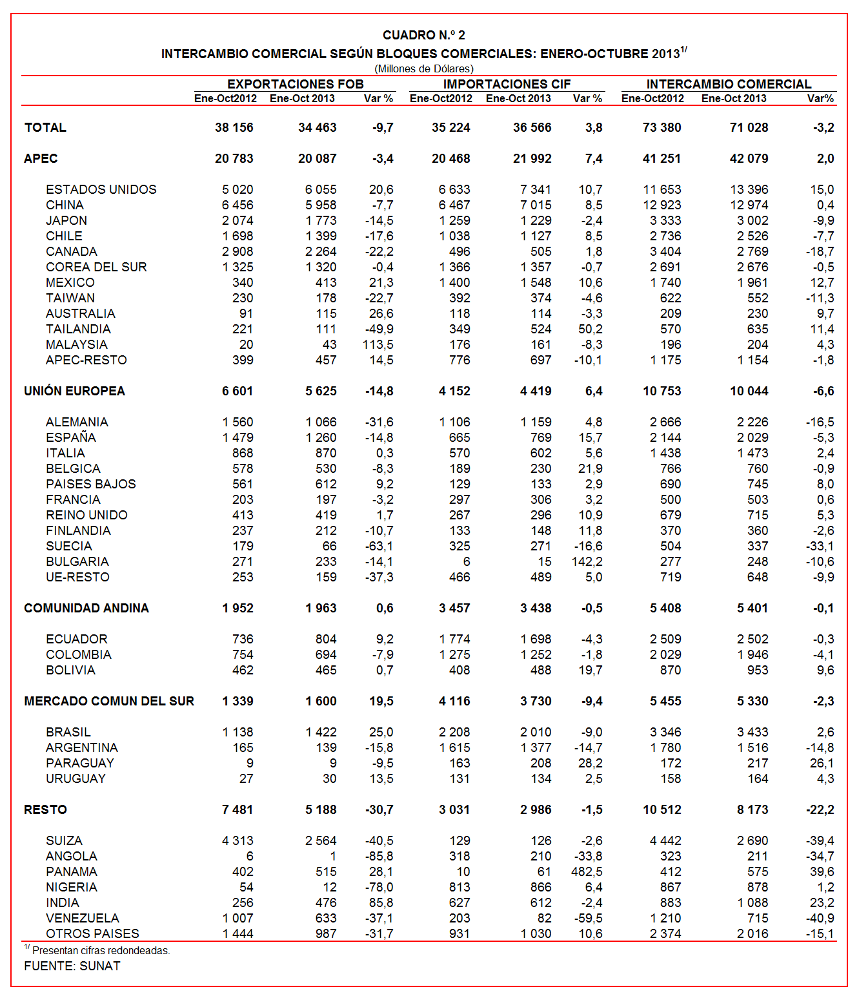 CUADRO N.º 2
INTERCAMBIO COMERCIAL SEGÚN BLOQUES COMERCIALES: ENERO-OCTUBRE 2013 1/
(Millones de Dólares)
EXPORTACIONES FOB IMPORTACIONES CIF INTERCAMBIO COMERCIAL
Ene-Oct2012 Ene-Oct 2013 Var % Ene-Oct2012 Ene-Oct 2013 Var % Ene-Oct2012 Ene-Oct 2013 Var%
TOTAL 38 156 34 463 -9,7 35 224 36 566 3,8 73 380 71 028 -3,2
APEC 20 783 20 087 -3,4 20 468 21 992 7,4 41 251 42 079 2,0
ESTADOS UNIDOS 5 020 6 055 20,6 6 633 7 341 10,7 11 653 13 396 15,0
CHINA 6 456 5 958 -7,7 6 467 7 015 8,5 12 923 12 974 0,4
JAPON 2 074 1 773 -14,5 1 259 1 229 -2,4 3 333 3 002 -9,9
CHILE 1 698 1 399 -17,6 1 038 1 127 8,5 2 736 2 526 -7,7
CANADA 2 908 2 264 -22,2 496 505 1,8 3 404 2 769 -18,7
COREA DEL SUR 1 325 1 320 -0,4 1 366 1 357 -0,7 2 691 2 676 -0,5
MEXICO 340 413 21,3 1 400 1 548 10,6 1 740 1 961 12,7
TAIWAN 230 178 -22,7 392 374 -4,6 622 552 -11,3
AUSTRALIA 91 115 26,6 118 114 -3,3 209 230 9,7
TAILANDIA 221 111 -49,9 349 524 50,2 570 635 11,4
MALAYSIA 20 43 113,5 176 161 -8,3 196 204 4,3
APEC-RESTO 399 457 14,5 776 697 -10,1 1 175 1 154 -1,8
UNIÓN EUROPEA 6 601 5 625 -14,8 4 152 4 419 6,4 10 753 10 044 -6,6
ALEMANIA 1 560 1 066 -31,6 1 106 1 159 4,8 2 666 2 226 -16,5
ESPAÑA 1 479 1 260 -14,8 665 769 15,7 2 144 2 029 -5,3
ITALIA 868 870 0,3 570 602 5,6 1 438 1 473 2,4
BELGICA 578 530 -8,3 189 230 21,9 766 760 -0,9
PAISES BAJOS 561 612 9,2 129 133 2,9 690 745 8,0
FRANCIA 203 197 -3,2 297 306 3,2 500 503 0,6
REINO UNIDO 413 419 1,7 267 296 10,9 679 715 5,3
FINLANDIA 237 212 -10,7 133 148 11,8 370 360 -2,6
SUECIA 179 66 -63,1 325 271 -16,6 504 337 -33,1
BULGARIA 271 233 -14,1 6 15 142,2 277 248 -10,6
UE-RESTO 253 159 -37,3 466 489 5,0 719 648 -9,9
COMUNIDAD ANDINA 1 952 1 963 0,6 3 457 3 438 -0,5 5 408 5 401 -0,1
ECUADOR 736 804 9,2 1 774 1 698 -4,3 2 509 2 502 -0,3
COLOMBIA 754 694 -7,9 1 275 1 252 -1,8 2 029 1 946 -4,1
BOLIVIA 462 465 0,7 408 488 19,7 870 953 9,6
MERCADO COMUN DEL SUR 1 339 1 600 19,5 4 116 3 730 -9,4 5 455 5 330 -2,3
BRASIL 1 138 1 422 25,0 2 208 2 010 -9,0 3 346 3 433 2,6
ARGENTINA 165 139 -15,8 1 615 1 377 -14,7 1 780 1 516 -14,8
PARAGUAY 9 9 -9,5 163 208 28,2 172 217 26,1
URUGUAY 27 30 13,5 131 134 2,5 158 164 4,3
RESTO 7 481 5 188 -30,7 3 031 2 986 -1,5 10 512 8 173 -22,2
SUIZA 4 313 2 564 -40,5 129 126 -2,6 4 442 2 690 -39,4
ANGOLA 6 1 -85,8 318 210 -33,8 323 211 -34,7
PANAMA 402 515 28,1 10 61 482,5 412 575 39,6
NIGERIA 54 12 -78,0 813 866 6,4 867 878 1,2
INDIA 256 476 85,8 627 612 -2,4 883 1 088 23,2
VENEZUELA 1 007 633 -37,1 203 82 -59,5 1 210 715 -40,9
OTROS PAISES 1 444 987 -31,7 931 1 030 10,6 2 374 2 016 -15,1
1/ Presentan cifras redondeadas.
FUENTE: SUNAT